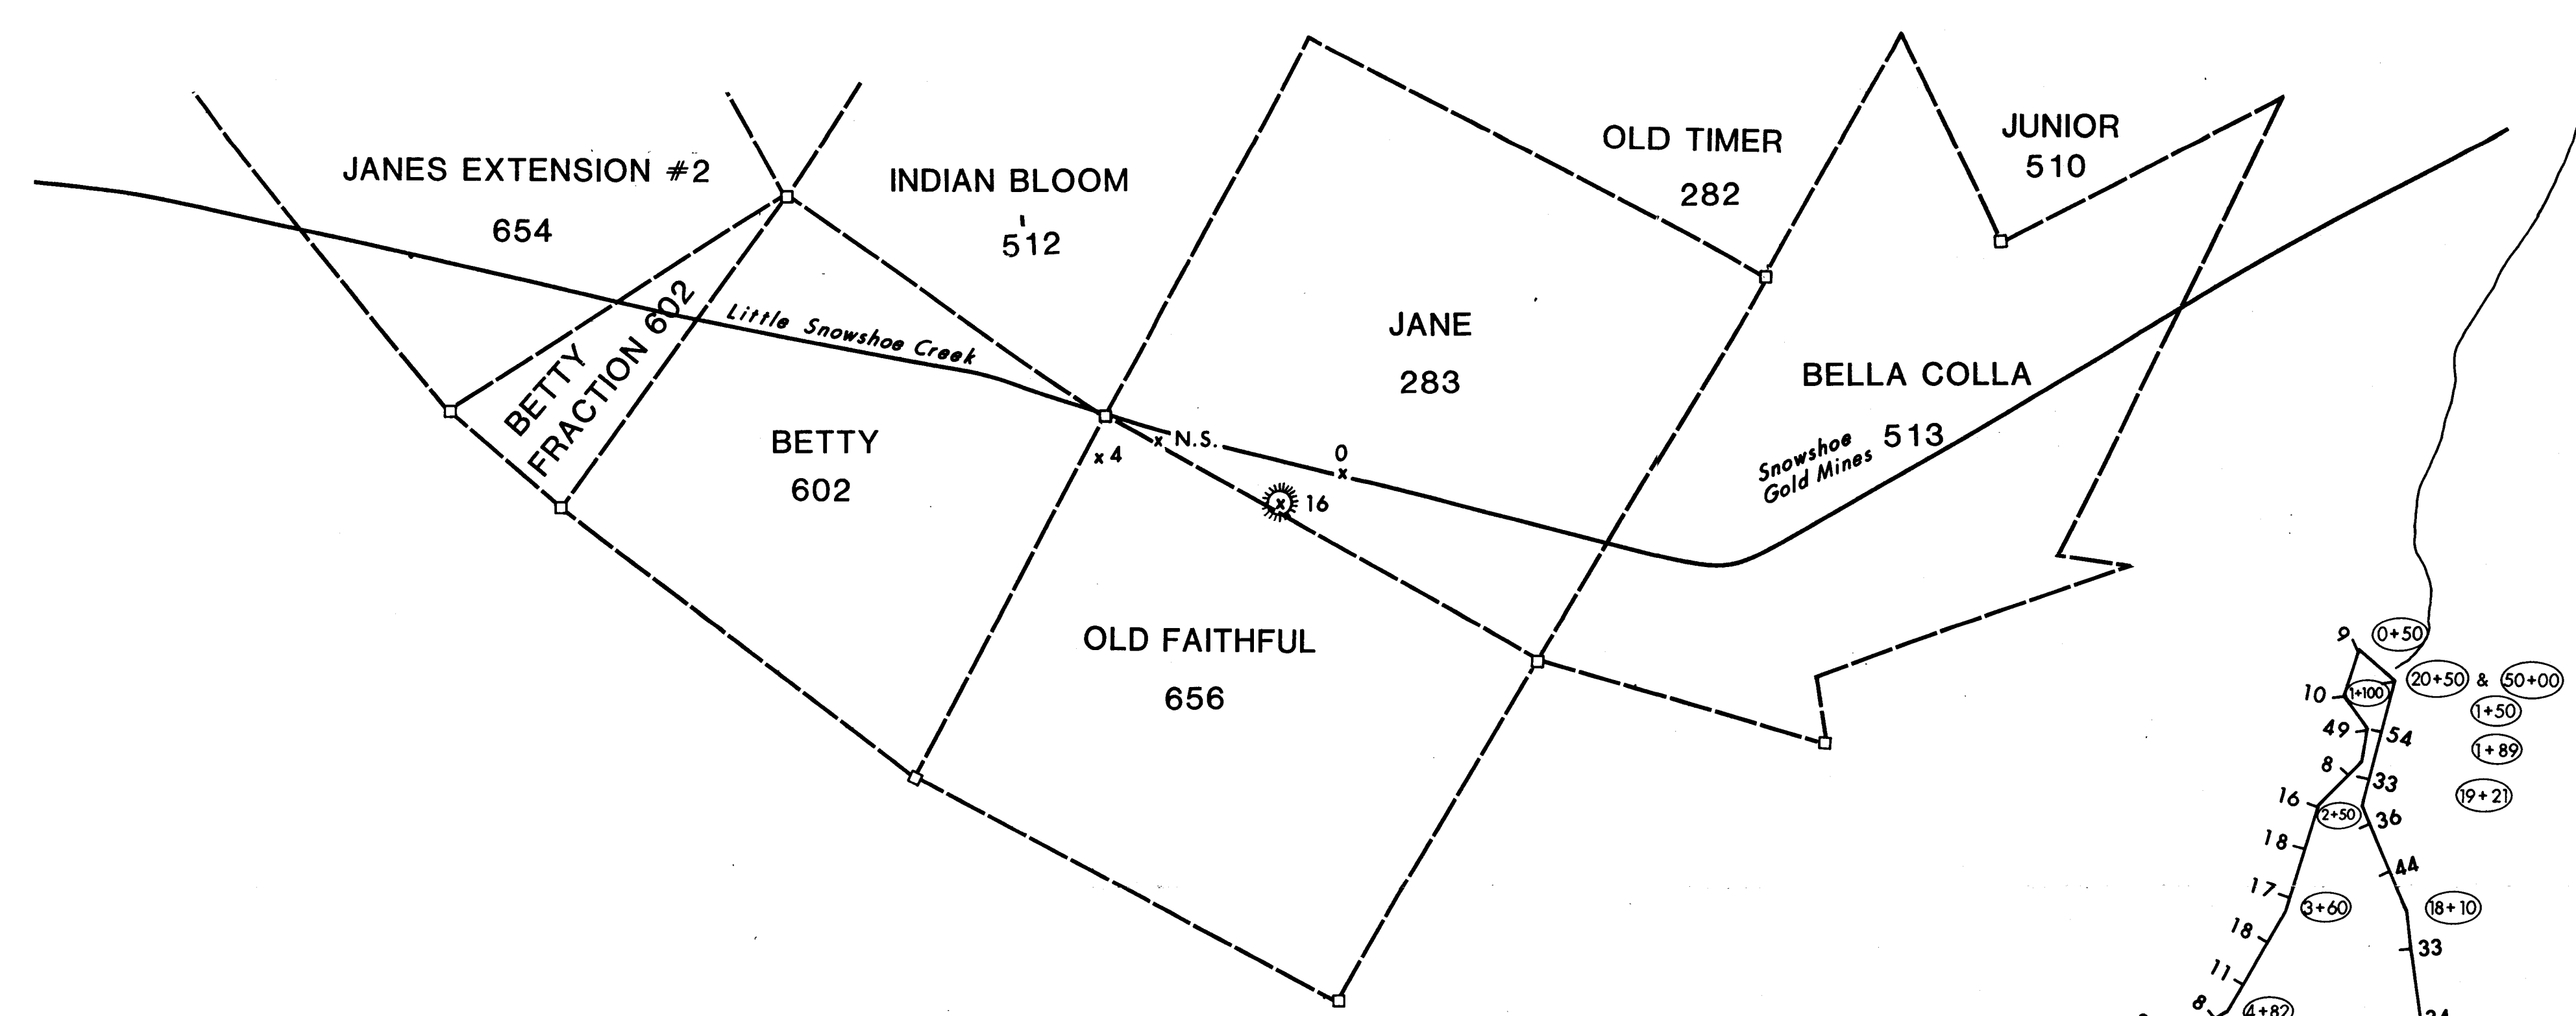 JANES EXTENSION #2
654
INDIAN BLOOM
512
OLD TIMER
282
JUNIOR
510
BETTY
FRACTION 602
Little Snowshoe Creek
BETTY
602
JANE
283
BELLA COLLA
513
Snowshoe
Gold Mines
N.S.
4
0
16
OLD FAITHFUL
656
9
0+50
10
1+100
20+50 & 50+00
1+50
49
54
1+89
8
33
19+21
16
2+50
36
18
44
17
3+60
18+10
18
33
11
8
4+82